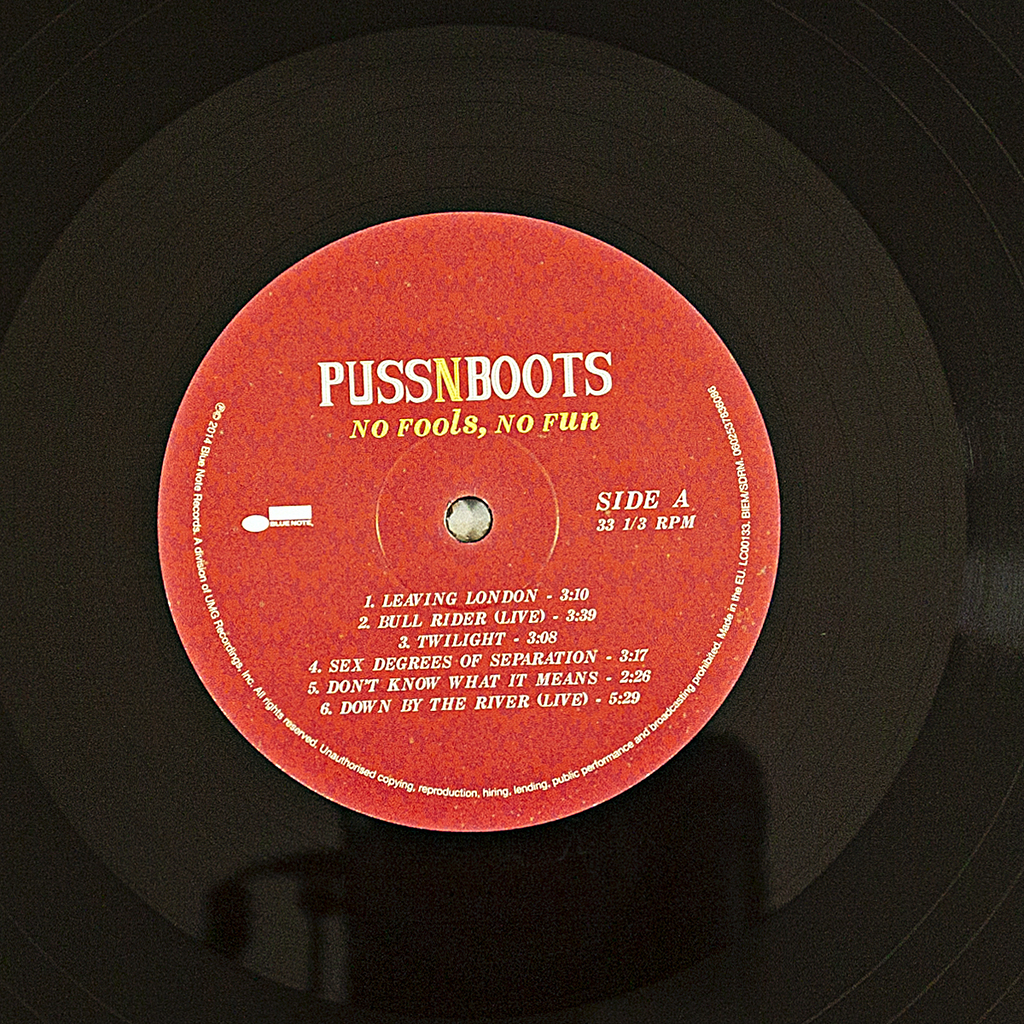 PUSSNBOOTS
NO FOOLS, NO FUN
BLUE NOTE.
SIDE A
33 1/3 RPM
1. LEAVING LONDON - 3:10
2. BULL RIDER (LIVE) - 3:39
3. TWILIGHT - 3:08
4. SEX DEGREES OF SEPARATION - 3:17
5. DON'T KNOW WHAT IT MEANS - 2:26
6. DOWN BY THE RIVER (LIVE) - 5:29
℗© 2014 Blue Note Records. A division of UMG Recordings, Inc. All rights reserved. Unauthorised copying, reproduction, hiring, lending, public performance and broadcasting prohibited. Made in the EU. LC00133. BIEM/SDRM. 0602537836086